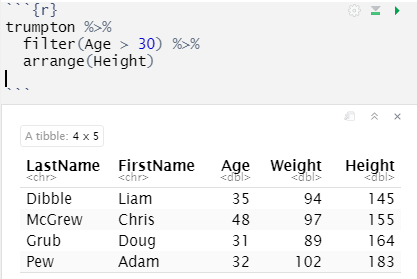 ```{r}
trumpton %>%
filter(Age > 30) %>%
arrange(Height)
```
A tibble: 4 x 5
LastName FirstName Age Weight Height
<chr> <chr> <dbl> <dbl> <dbl>
Dibble Liam 35 94 145
McGrew Chris 48 97 155
Grub Doug 31 89 164
Pew Adam 32 102 183